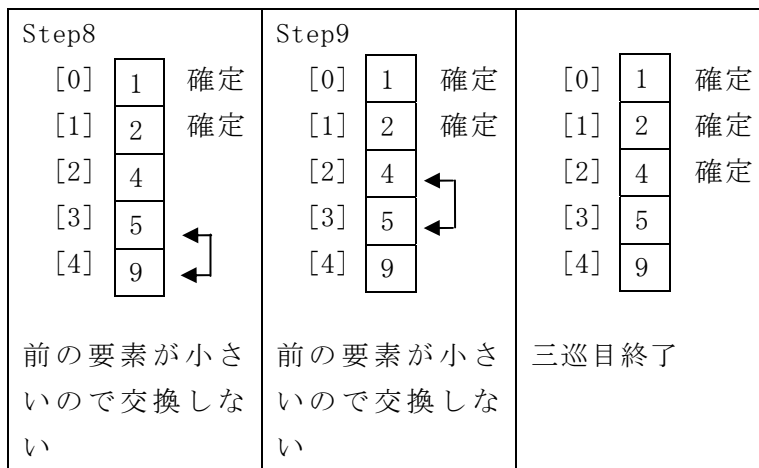 Step8
[0] 1 確定
[1] 2 確定
[2] 4
[3] 5
[4] 9
前の要素が小さ
いので交換しな
い
Step9
[0] 1 確定
[1] 2 確定
[2] 4
[3] 5
[4] 9
前の要素が小さ
いので交換しな
い
[0] 1 確定
[1] 2 確定
[2] 4 確定
[3] 5
[4] 9
三巡目終了